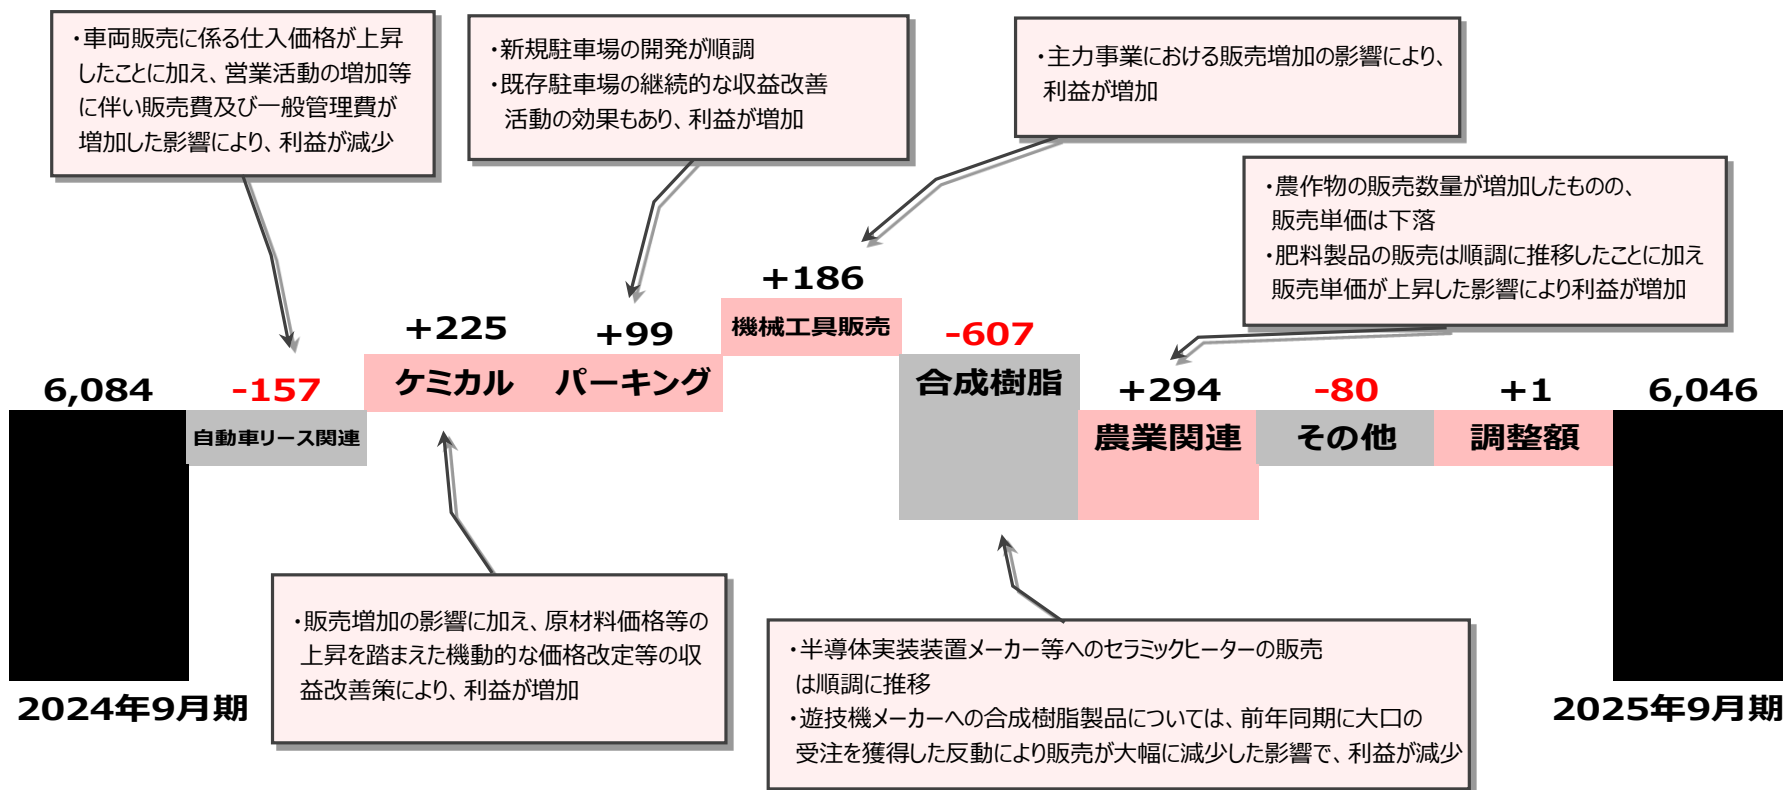 ・車両販売に係る仕入価格が上昇
したことに加え、営業活動の増加等
に伴い販売費及び一般管理費が
増加した影響により、利益が減少
・新規駐車場の開発が順調
・既存駐車場の継続的な収益改善
活動の効果もあり、利益が増加
・主力事業における販売増加の影響により、
利益が増加
・農作物の販売数量が増加したものの、
販売単価は下落
・肥料製品の販売は順調に推移したことに加え
販売単価が上昇した影響により利益が増加
6,084
-157
+225
+99
+186
-607
+294
-80
+1
6,046
自動車リース関連
ケミカル
パーキング
機械工具販売
合成樹脂
農業関連
その他
調整額
・販売増加の影響に加え、原材料価格等の
上昇を踏まえた機動的な価格改定等の収
益改善策により、利益が増加
・半導体実装装置メーカー等へのセラミックヒーターの販売
は順調に推移
・遊技機メーカーへの合成樹脂製品については、前年同期に大口の
受注を獲得した反動により販売が大幅に減少した影響で、利益が減少
2024年9月期
2025年9月期